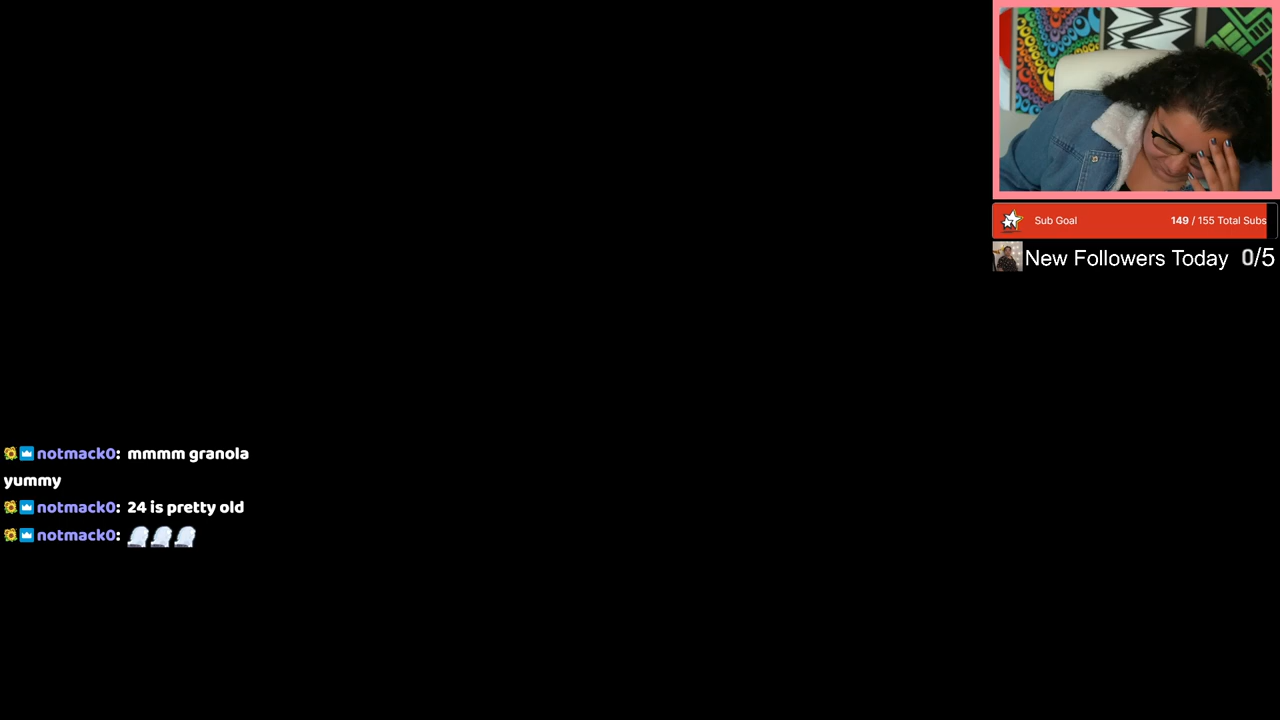 Sub Goal 149 / 155 Total Subs
New Followers Today 0/5
notmack0: mmmm granola
yummy
notmack0: 24 is pretty old
notmack0: